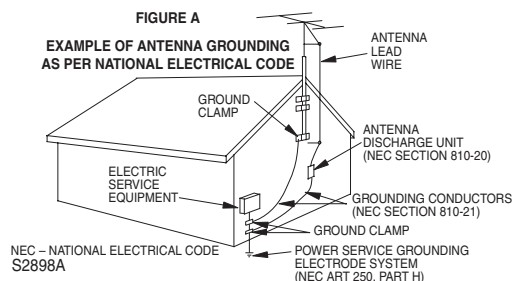 FIGURE A
EXAMPLE OF ANTENNA GROUNDING
AS PER NATIONAL ELECTRICAL CODE
ANTENNA
LEAD
WIRE
GROUND
CLAMP
ANTENNA
DISCHARGE UNIT
(NEC SECTION 810-20)
ELECTRIC
SERVICE
EQUIPMENT
GROUNDING CONDUCTORS
(NEC SECTION 810-21)
GROUND CLAMP
POWER SERVICE GROUNDING
ELECTRODE SYSTEM
(NEC ART 250, PART H)
NEC – NATIONAL ELECTRICAL CODE
S2898A